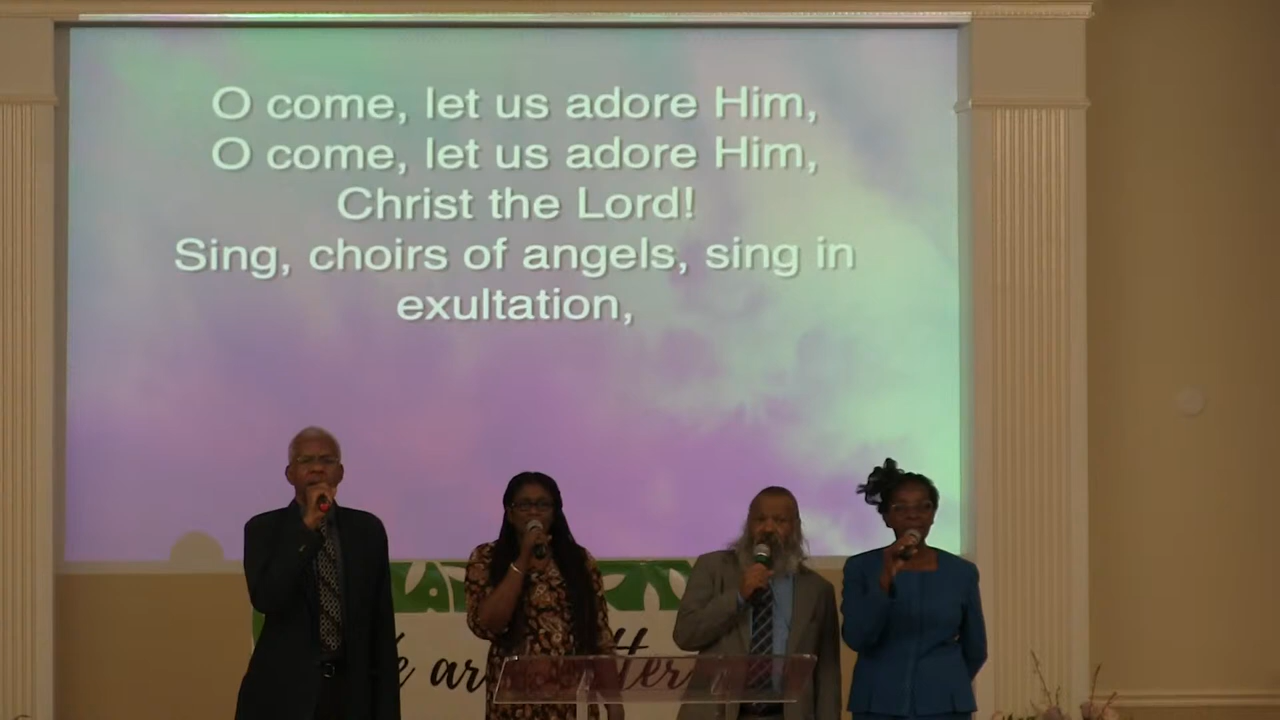 O come, let us adore Him,
O come, let us adore Him,
Christ the Lord!
Sing, choirs of angels, sing in
exultation,